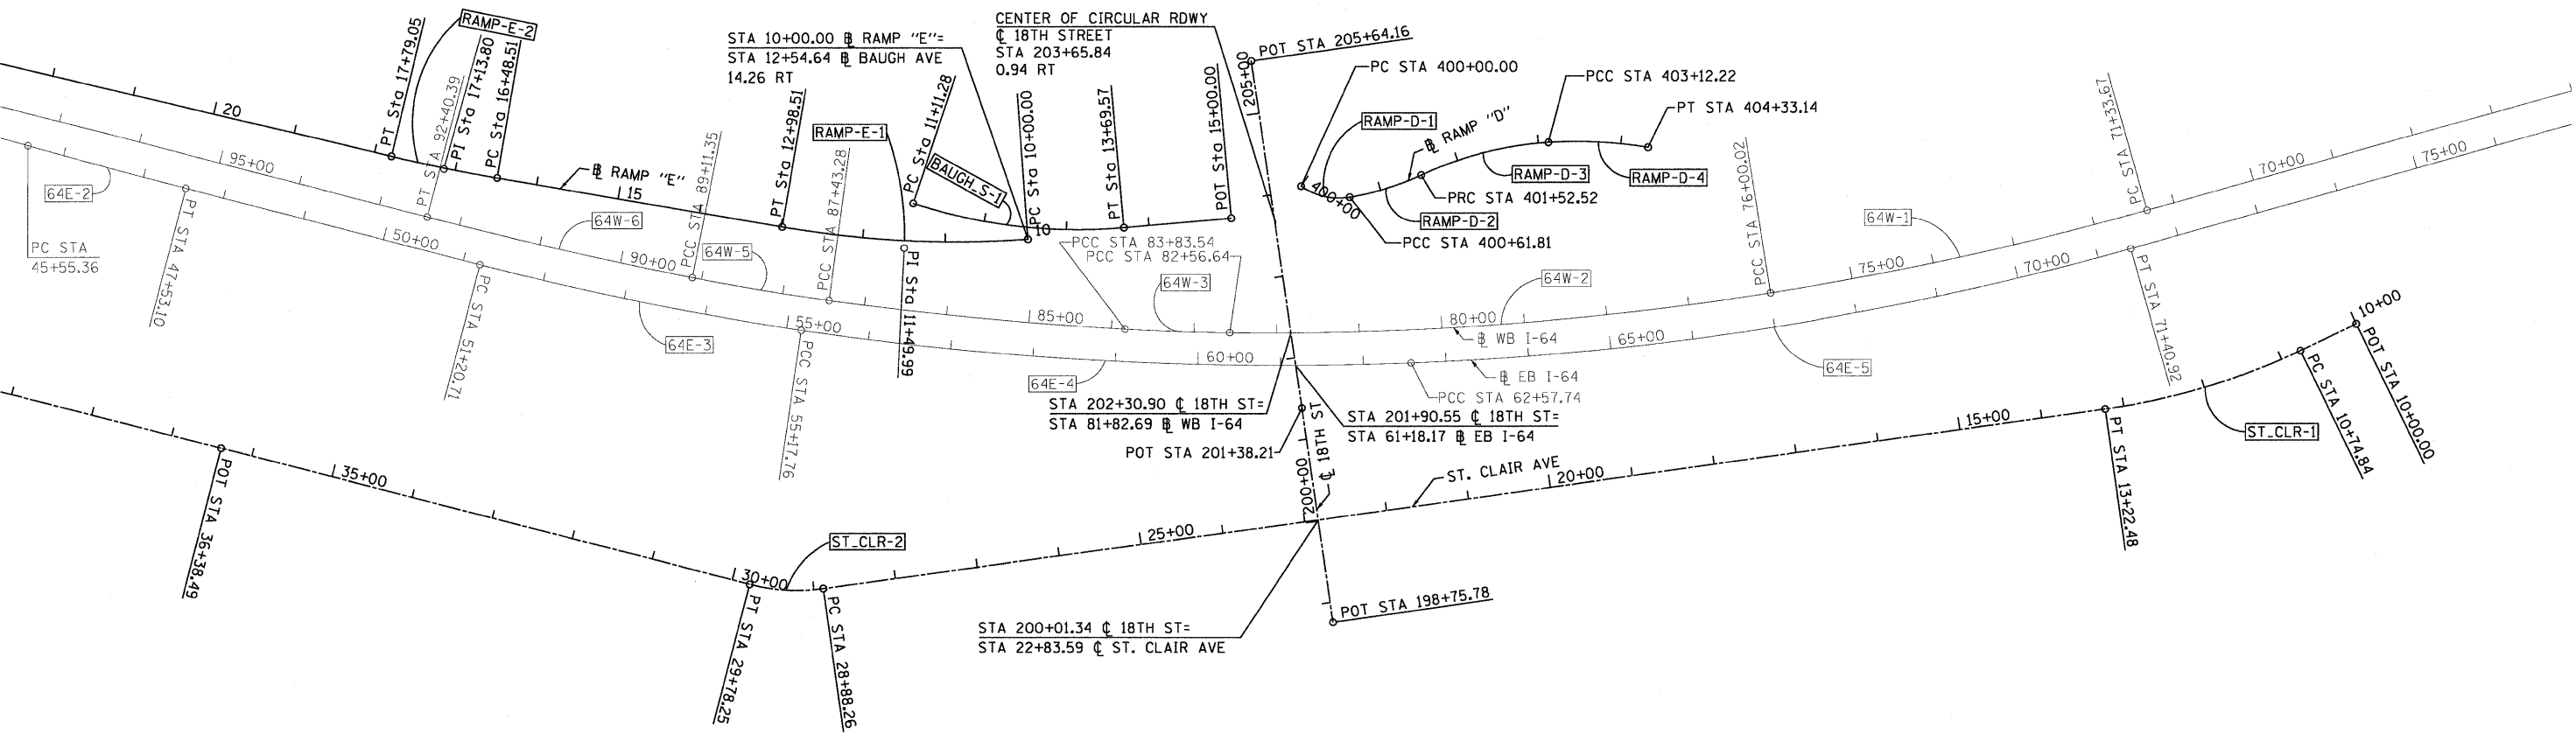 PT Sta 17+79.05
RAMP-E-2
PT STA 92+40.39
PI Sta 17+13.80
PC Sta 16+48.51
STA 10+00.00 ℄ RAMP "E"=
STA 12+54.64 ℄ BAUGH AVE
14.26 RT
CENTER OF CIRCULAR RDWY
℄ 18TH STREET
STA 203+65.84
0.94 RT
POT STA 205+64.16
205+00
PC STA 400+00.00
PCC STA 403+12.22
PT STA 404+33.14
RAMP-D-1
℄ RAMP "D"
RAMP-D-3
RAMP-D-4
PRC STA 401+52.52
RAMP-D-2
400+00
PCC STA 400+61.81
PCC STA 71+33.67
70+00
75+00
20
95+00
64E-2
PC STA
45+55.36
PT STA 47+53.10
50+00
PC STA 51+20.71
℄ RAMP "E"
15
64W-6
90+00
PCC STA 89+11.35
64W-5
PT Sta 12+98.51
PCC STA 87+43.28
RAMP-E-1
PC Sta 11+11.28
BAUGH_S-1
PC Sta 10+00.00
10
PT Sta 13+69.57
POT Sta 15+00.00
PCC STA 83+83.54
PCC STA 82+56.64
64W-3
PI Sta 11+49.99
85+00
64E-3
55+00
PCC STA 55+17.76
64E-4
60+00
64W-2
80+00
℄ WB I-64
65+00
℄ EB I-64
PCC STA 62+57.74
PCC STA 76+00.02
64W-1
75+00
70+00
64E-5
PT STA 71+40.92
STA 202+30.90 ℄ 18TH ST=
STA 81+82.69 ℄ WB I-64
STA 201+90.55 ℄ 18TH ST=
STA 61+18.17 ℄ EB I-64
POT STA 201+38.21
℄ 18TH ST
200+00
10+00
POT STA 10+00.00
PC STA 10+74.84
ST_CLR-1
15+00
PT STA 13+22.48
ST. CLAIR AVE
20+00
25+00
POT STA 36+38.49
35+00
30+00
ST_CLR-2
PT STA 29+78.25
PC STA 28+88.26
POT STA 198+75.78
STA 200+01.34 ℄ 18TH ST=
STA 22+83.59 ℄ ST. CLAIR AVE